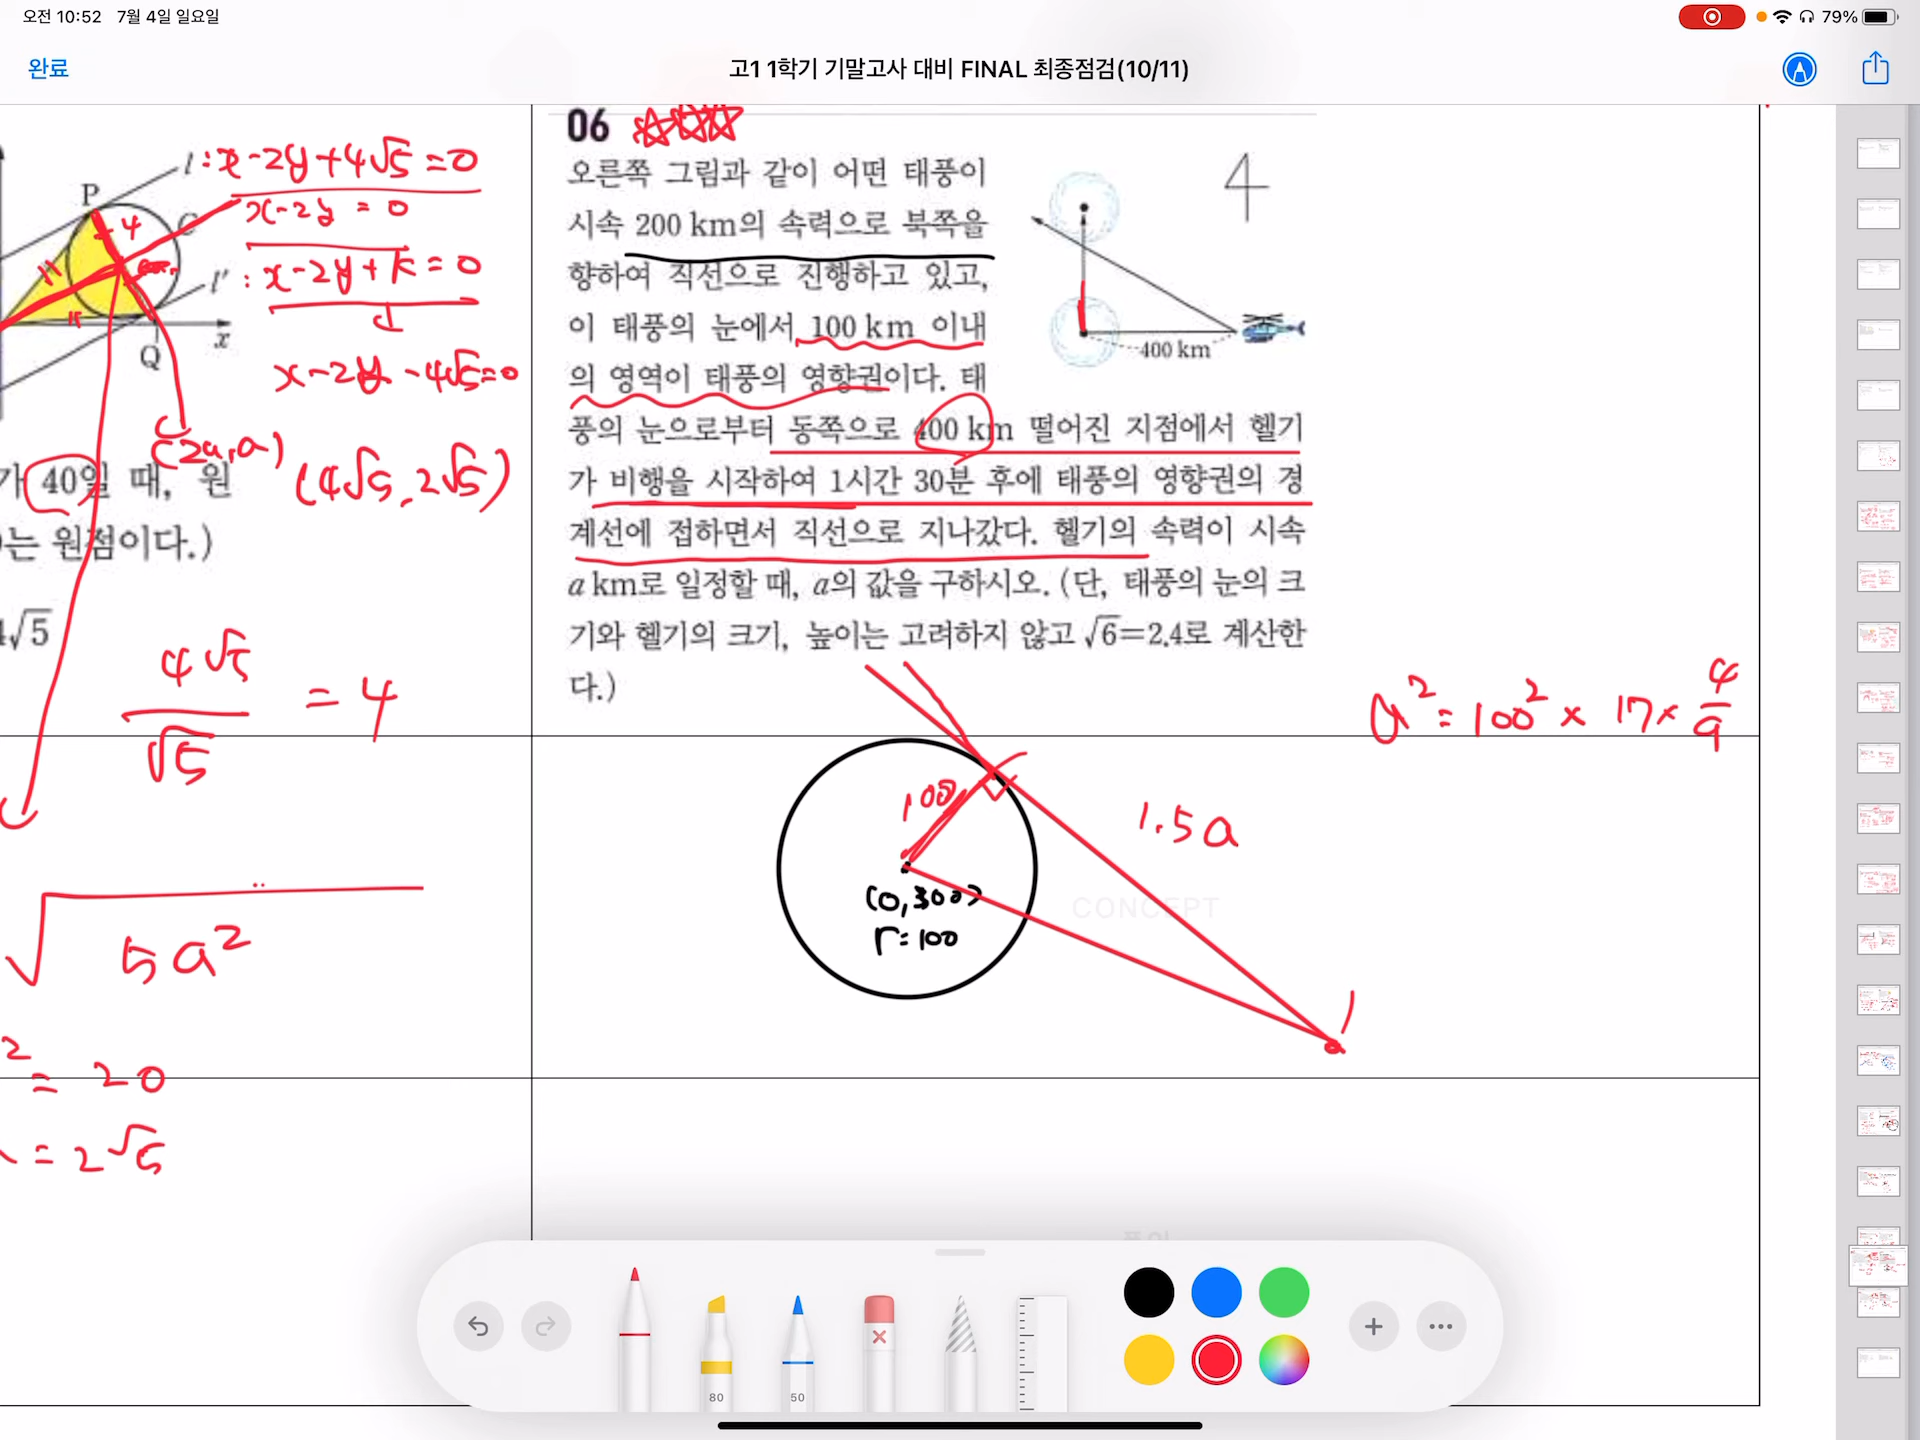 오전 10:52 7월 4일 일요일
79%
완료
고1 1학기 기말고사 대비 FINAL 최종점검(10/11)
l : x-2y+4√5=0
x-2y=0
l' : x-2y+k=0
d
x-2y-4√5=0
P
4
C
Q
x
(2a, a)
(4√5, 2√5)
가 40일 때, 원
는 원점이다.)
4√5
4√5/√5 = 4
√5a²
² = 20
= 2√5
06
오른쪽 그림과 같이 어떤 태풍이
시속 200 km의 속력으로 북쪽을
향하여 직선으로 진행하고 있고,
이 태풍의 눈에서 100 km 이내
의 영역이 태풍의 영향권이다. 태
풍의 눈으로부터 동쪽으로 400 km 떨어진 지점에서 헬기
가 비행을 시작하여 1시간 30분 후에 태풍의 영향권의 경
계선에 접하면서 직선으로 지나갔다. 헬기의 속력이 시속
a km로 일정할 때, a의 값을 구하시오. (단, 태풍의 눈의 크
기와 헬기의 크기, 높이는 고려하지 않고 √6=2.4로 계산한
다.)
4
400 km
a²=100² × 17 × 4/9
100
1.5a
(0, 300)
r=100
CONCEPT
80
50